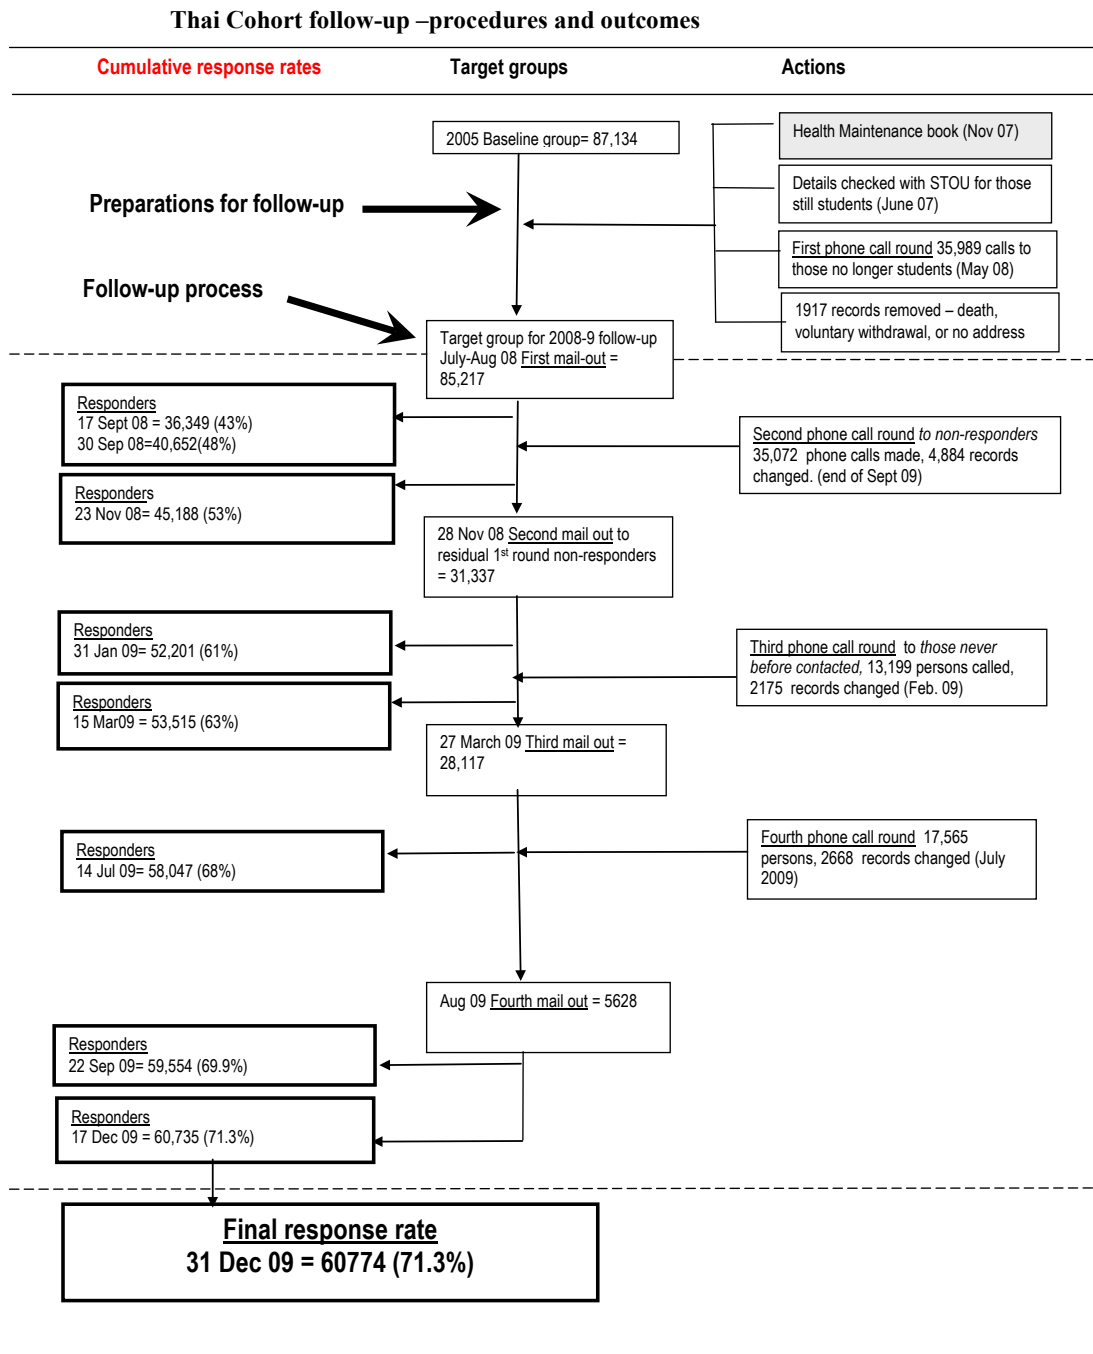 Thai Cohort follow-up –procedures and outcomes
Cumulative response rates
Target groups
Actions
2005 Baseline group= 87,134
Health Maintenance book (Nov 07)
Details checked with STOU for those
still students (June 07)
First phone call round 35,989 calls to
those no longer students (May 08)
1917 records removed – death,
voluntary withdrawal, or no address
Preparations for follow-up
Follow-up process
Target group for 2008-9 follow-up
July-Aug 08 First mail-out =
85,217
Responders
17 Sept 08 = 36,349 (43%)
30 Sep 08=40,652(48%)
Second phone call round to non-responders
35,072 phone calls made, 4,884 records
changed. (end of Sept 09)
Responders
23 Nov 08= 45,188 (53%)
28 Nov 08 Second mail out to
residual 1st round non-responders
= 31,337
Responders
31 Jan 09= 52,201 (61%)
Third phone call round to those never
before contacted, 13,199 persons called,
2175 records changed (Feb. 09)
Responders
15 Mar09 = 53,515 (63%)
27 March 09 Third mail out =
28,117
Responders
14 Jul 09= 58,047 (68%)
Fourth phone call round 17,565
persons, 2668 records changed (July
2009)
Aug 09 Fourth mail out = 5628
Responders
22 Sep 09= 59,554 (69.9%)
Responders
17 Dec 09 = 60,735 (71.3%)
Final response rate
31 Dec 09 = 60774 (71.3%)